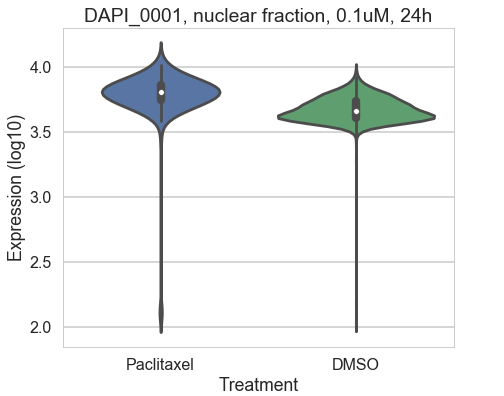 DAPI_0001, nuclear fraction, 0.1uM, 24h
Expression (log10)
4.0
3.5
3.0
2.5
2.0
Paclitaxel
DMSO
Treatment